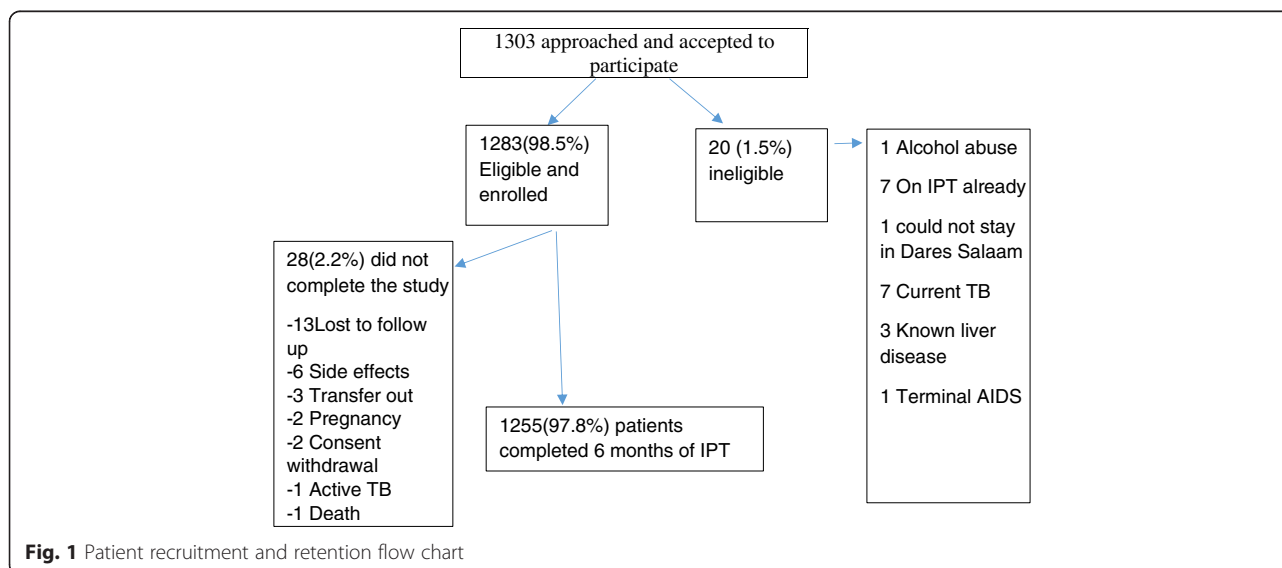 1303 approached and accepted to
participate
1283(98.5%)
Eligible and
enrolled
20 (1.5%)
ineligible
1 Alcohol abuse
7 On IPT already
1 could not stay
in Dares Salaam
7 Current TB
3 Known liver
disease
1 Terminal AIDS
28(2.2%) did not
complete the study
-13Lost to follow
up
-6 Side effects
-3 Transfer out
-2 Pregnancy
-2 Consent
withdrawal
-1 Active TB
-1 Death
1255(97.8%) patients
completed 6 months of IPT
Fig. 1 Patient recruitment and retention flow chart